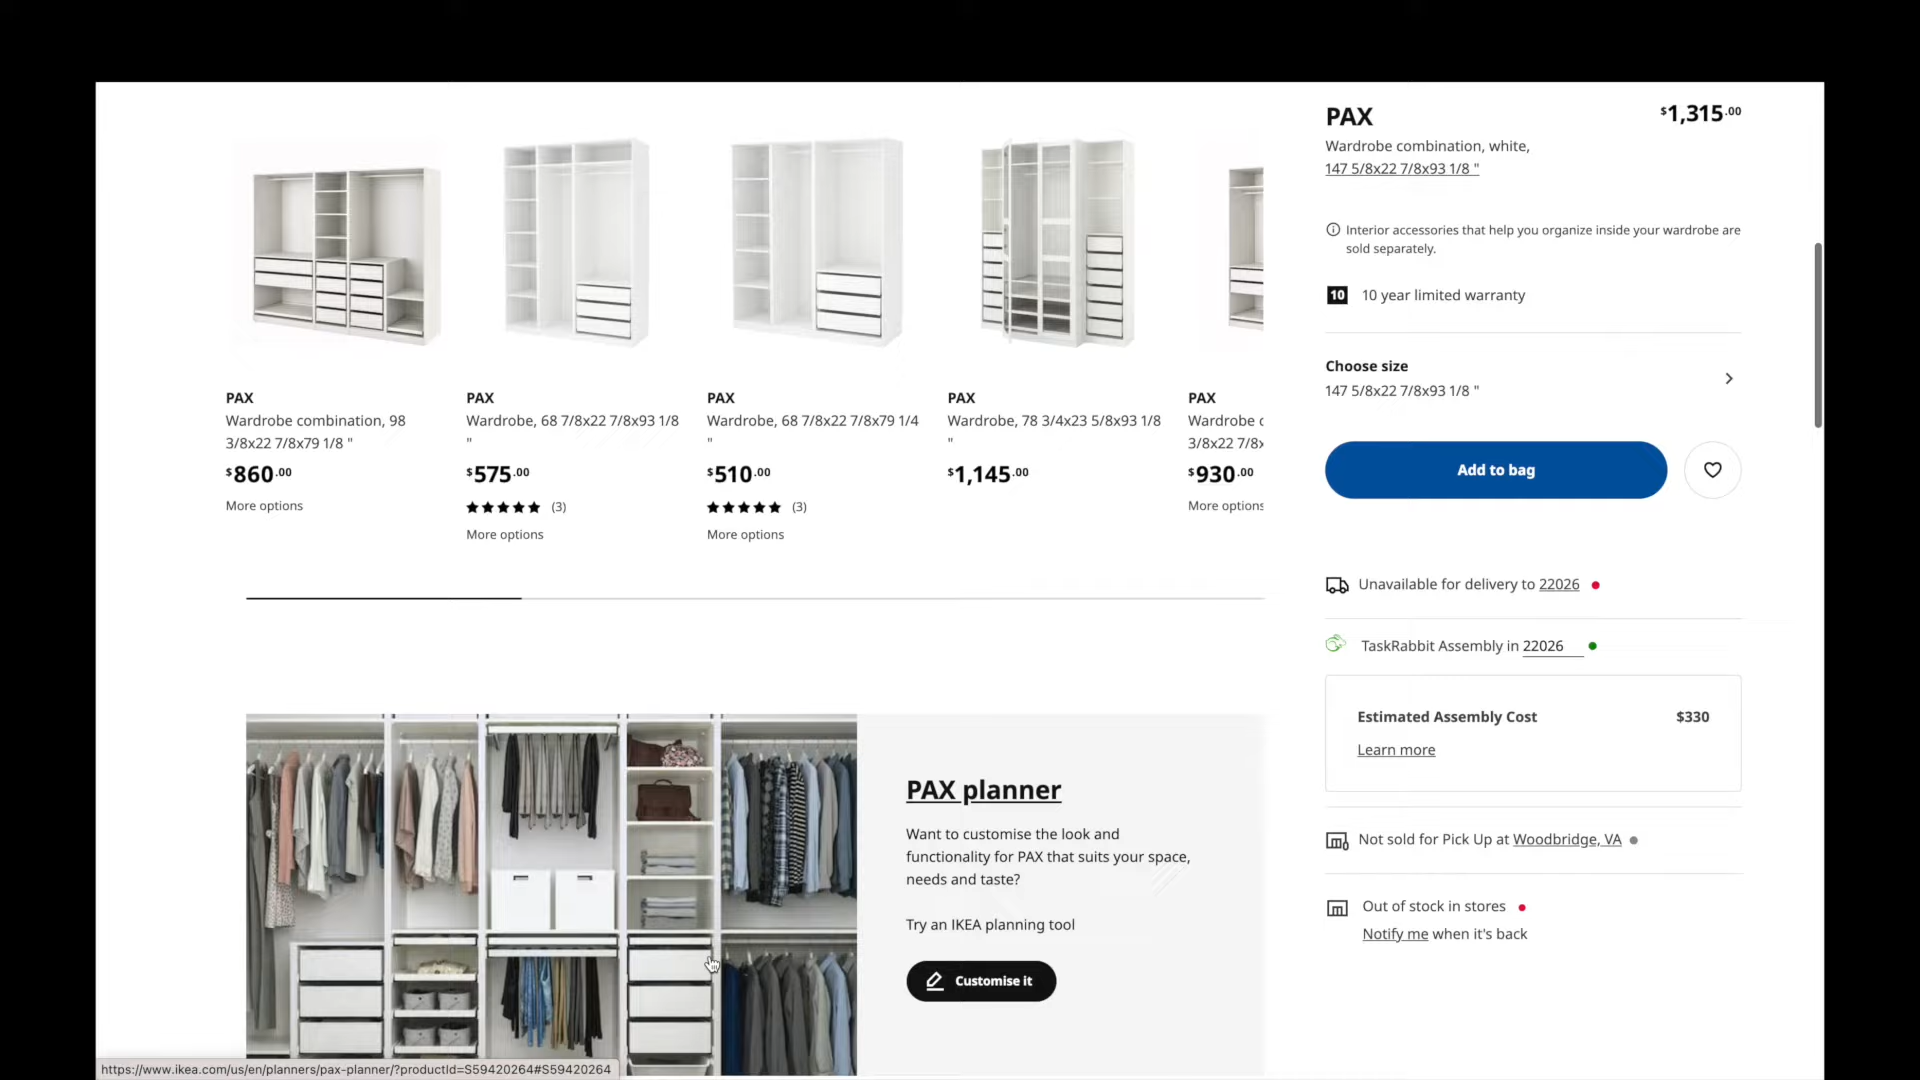 PAX
Wardrobe combination, 98
3/8x22 7/8x79 1/8 "
$860.00
More options
PAX
Wardrobe, 68 7/8x22 7/8x93 1/8
"
$575.00
(3)
More options
PAX
Wardrobe, 68 7/8x22 7/8x79 1/4
"
$510.00
(3)
More options
PAX
Wardrobe, 78 3/4x23 5/8x93 1/8
"
$1,145.00
PAX
Wardrobe c
3/8x22 7/8x
$930.00
More options
PAX planner
Want to customise the look and
functionality for PAX that suits your space,
needs and taste?
Try an IKEA planning tool
Customise it
PAX
$1,315.00
Wardrobe combination, white,
147 5/8x22 7/8x93 1/8 "
Interior accessories that help you organize inside your wardrobe are
sold separately.
10 10 year limited warranty
Choose size
147 5/8x22 7/8x93 1/8 "
Add to bag
Unavailable for delivery to 22026
TaskRabbit Assembly in 22026
Estimated Assembly Cost $330
Learn more
Not sold for Pick Up at Woodbridge, VA
Out of stock in stores
Notify me when it's back
https://www.ikea.com/us/en/planners/pax-planner/?productId=S59420264#S59420264